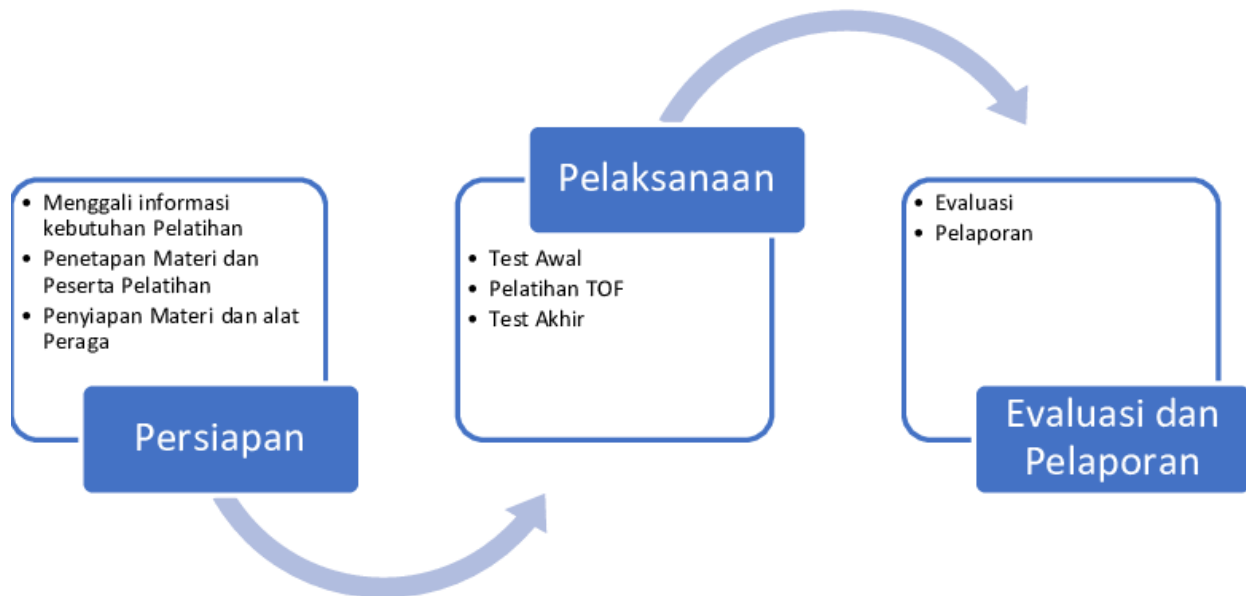 • Menggali informasi
kebutuhan Pelatihan
• Penetapan Materi dan
Peserta Pelatihan
• Penyiapan Materi dan alat
Peraga
Persiapan
Pelaksanaan
• Test Awal
• Pelatihan TOF
• Test Akhir
• Evaluasi
• Pelaporan
Evaluasi dan
Pelaporan